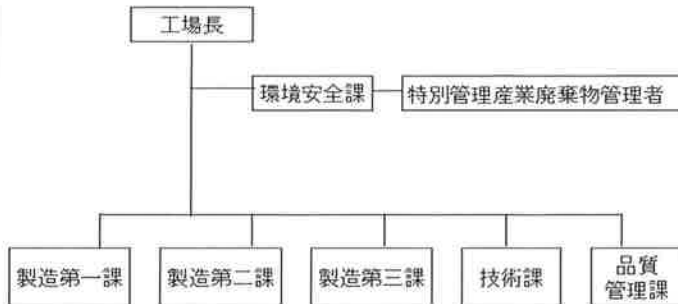 工場長
環境安全課
特別管理産業廃棄物管理者
製造第一課
製造第二課
製造第三課
技術課
品質
管理課